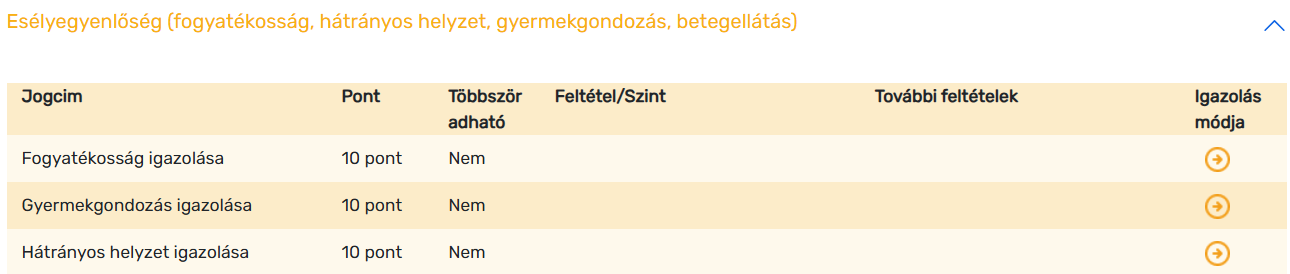 Esélyegyenlőség (fogyatékosság, hátrányos helyzet, gyermekgondozás, betegellátás)
Jogcim Pont Többször adható Feltétel/Szint További feltételek Igazolás módja
Fogyatékosság igazolása 10 pont Nem
Gyermekgondozás igazolása 10 pont Nem
Hátrányos helyzet igazolása 10 pont Nem